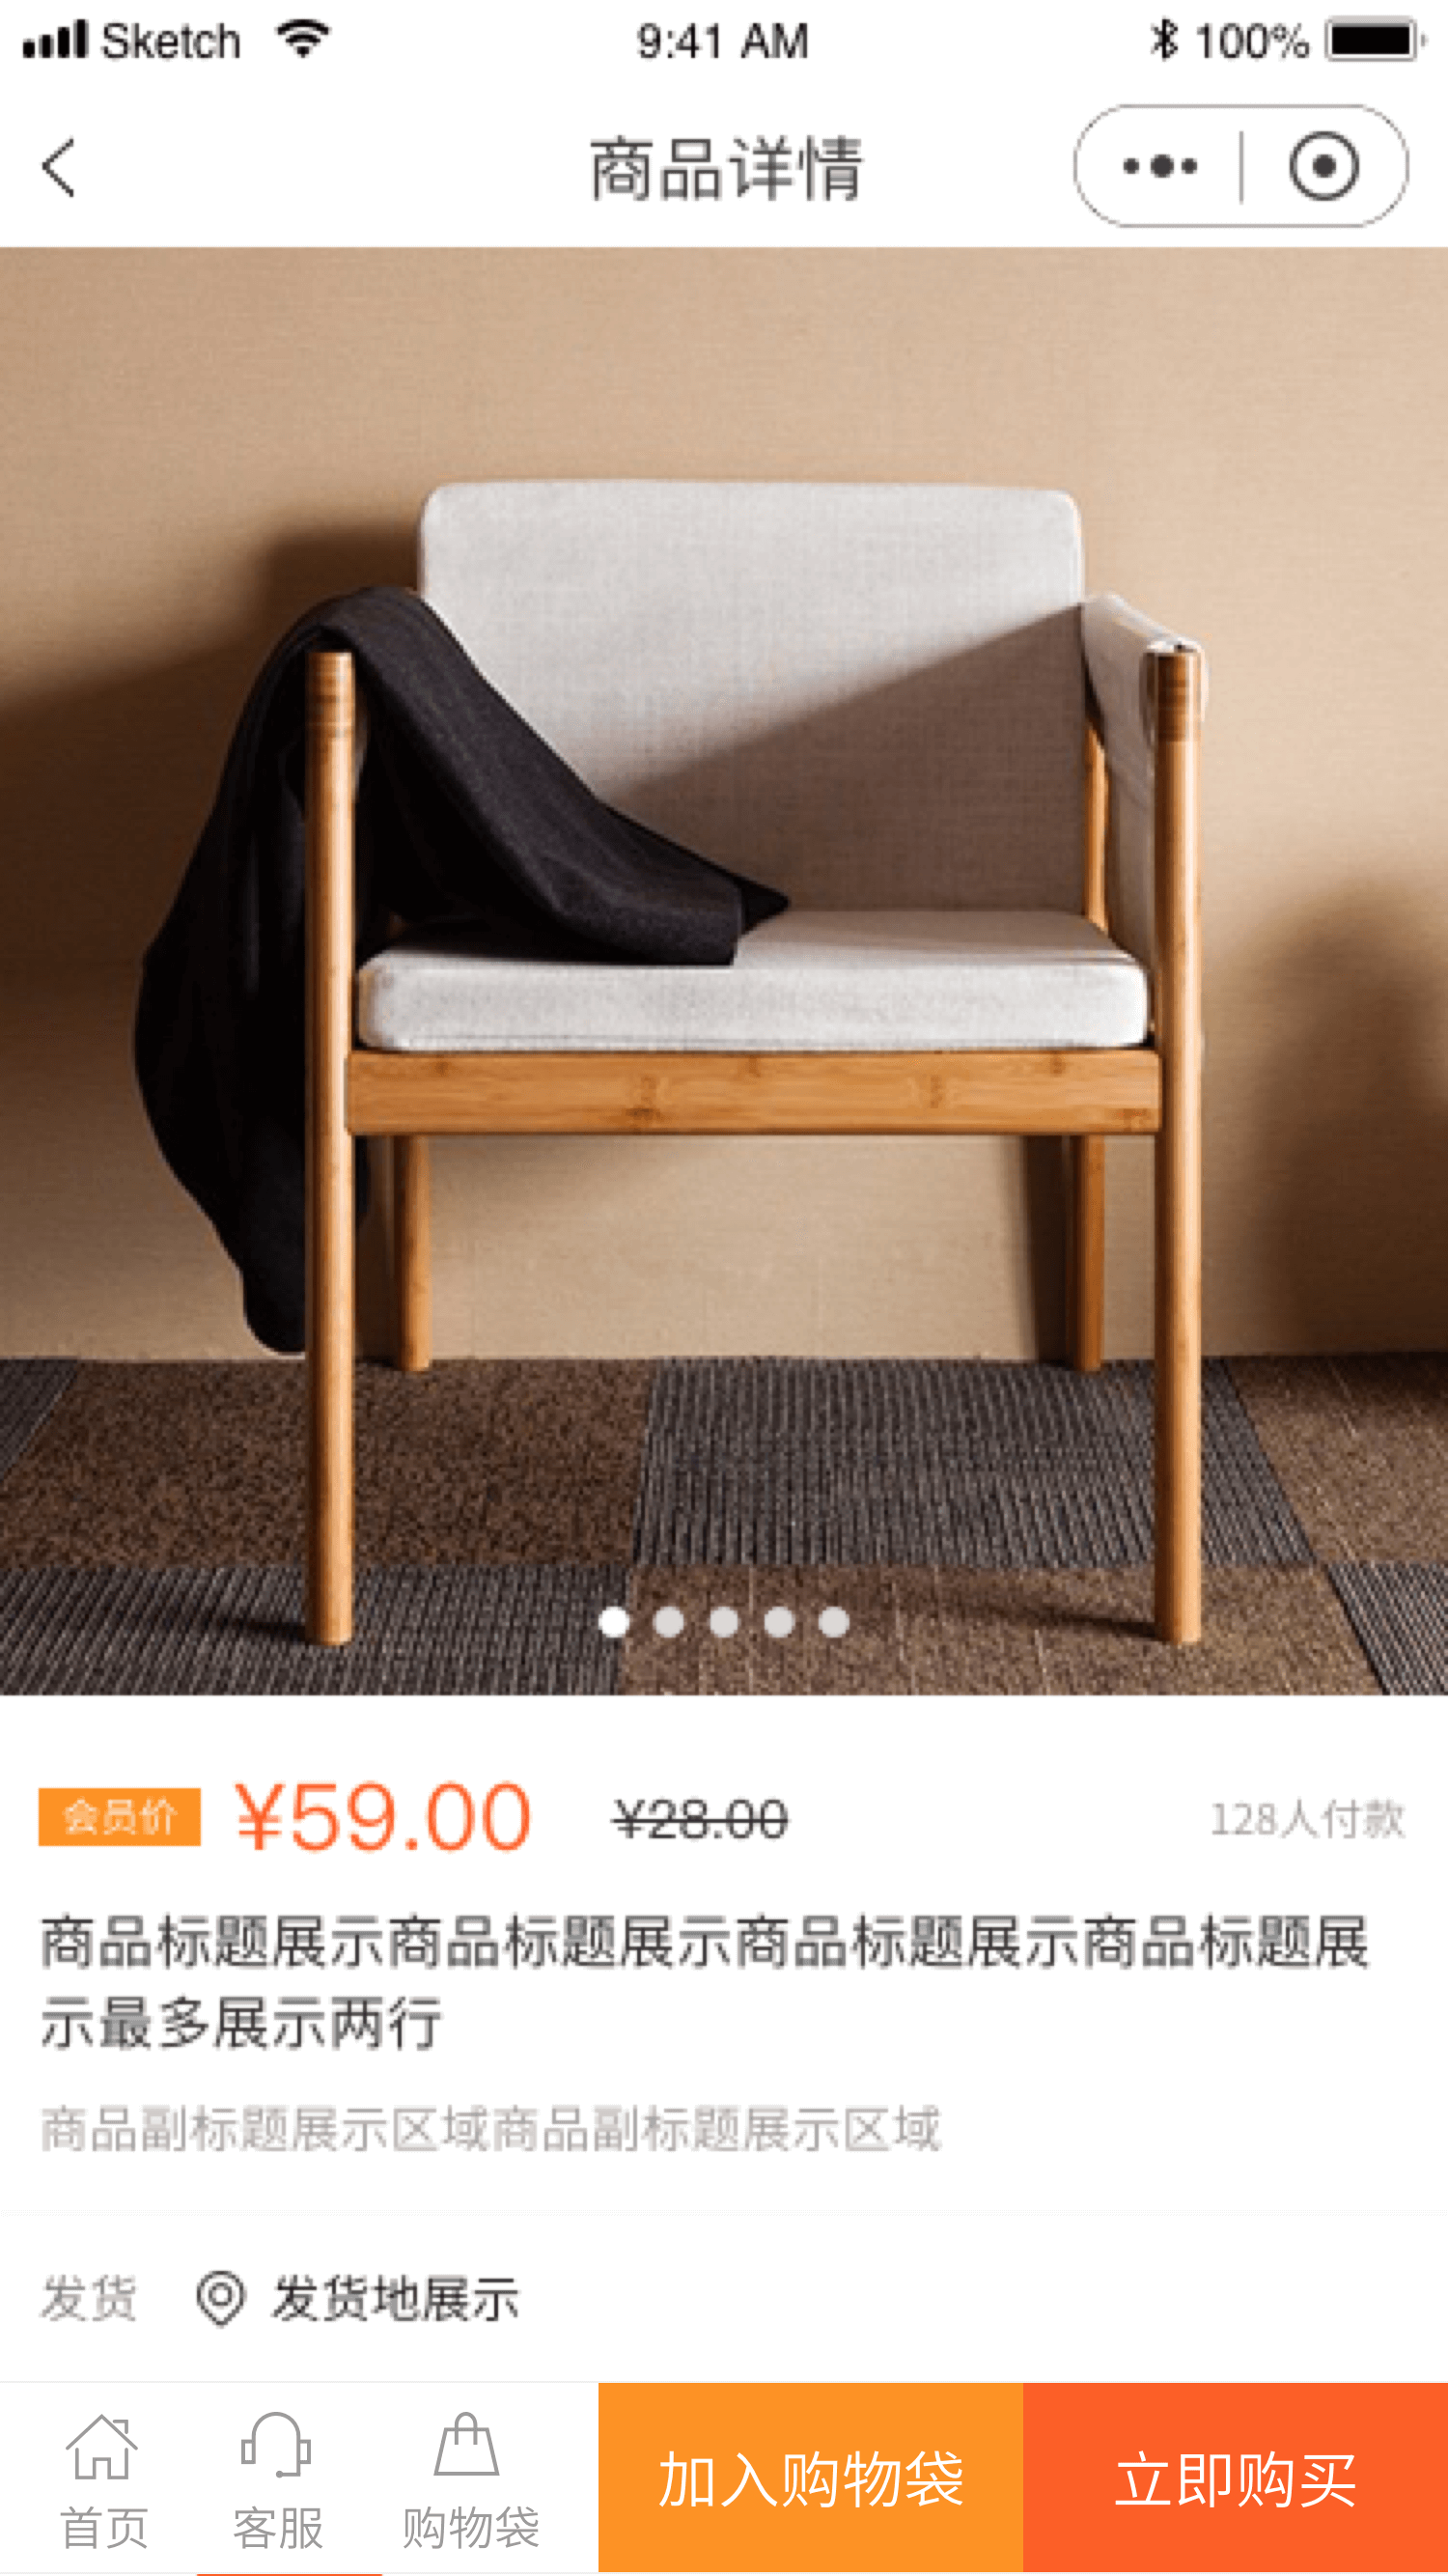 Sketch 9:41 AM 100%
商品详情
会员价 ¥59.00 ¥28.00 128人付款
商品标题展示商品标题展示商品标题展示商品标题展
示最多展示两行
商品副标题展示区域商品副标题展示区域
发货 发货地展示
首页 客服 购物袋 加入购物袋 立即购买